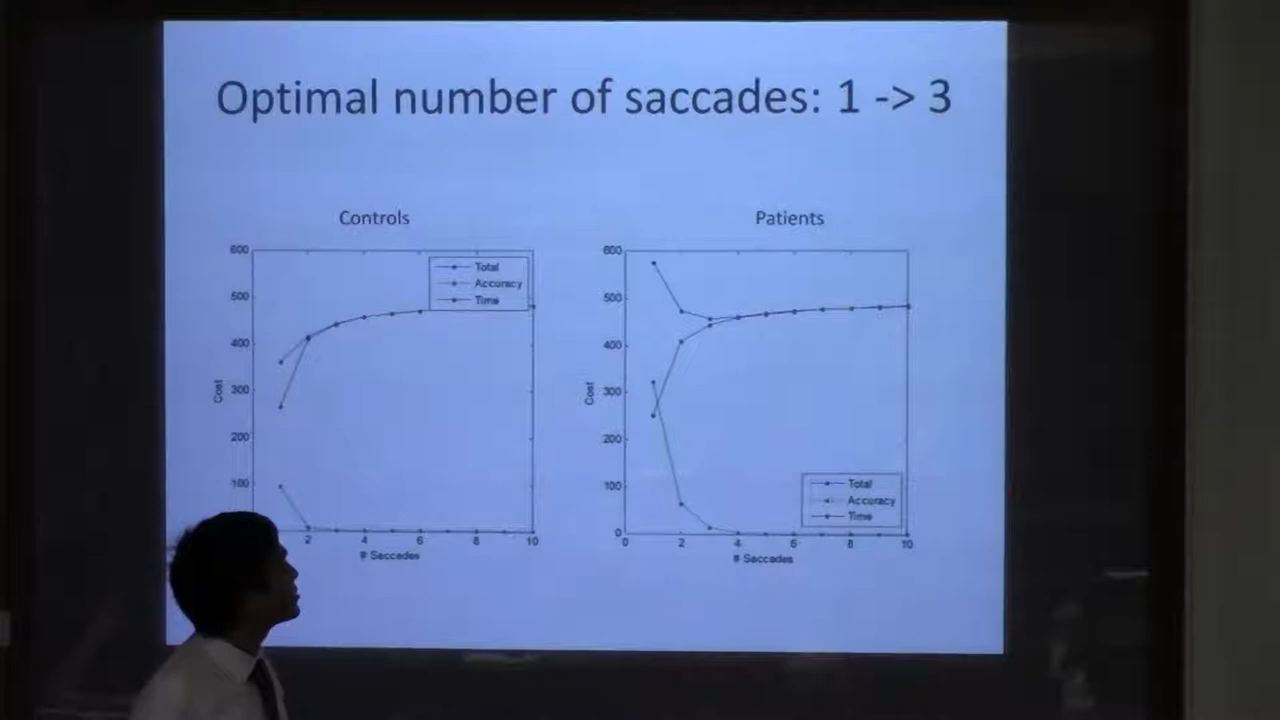 Optimal number of saccades: 1 -> 3
Controls
600
500
400
300
200
100
Cost
Total
Accuracy
Time
2
4
6
8
10
# Saccades
Patients
600
500
400
300
200
100
0
Cost
Total
Accuracy
Time
0
2
4
6
8
10
# Saccades